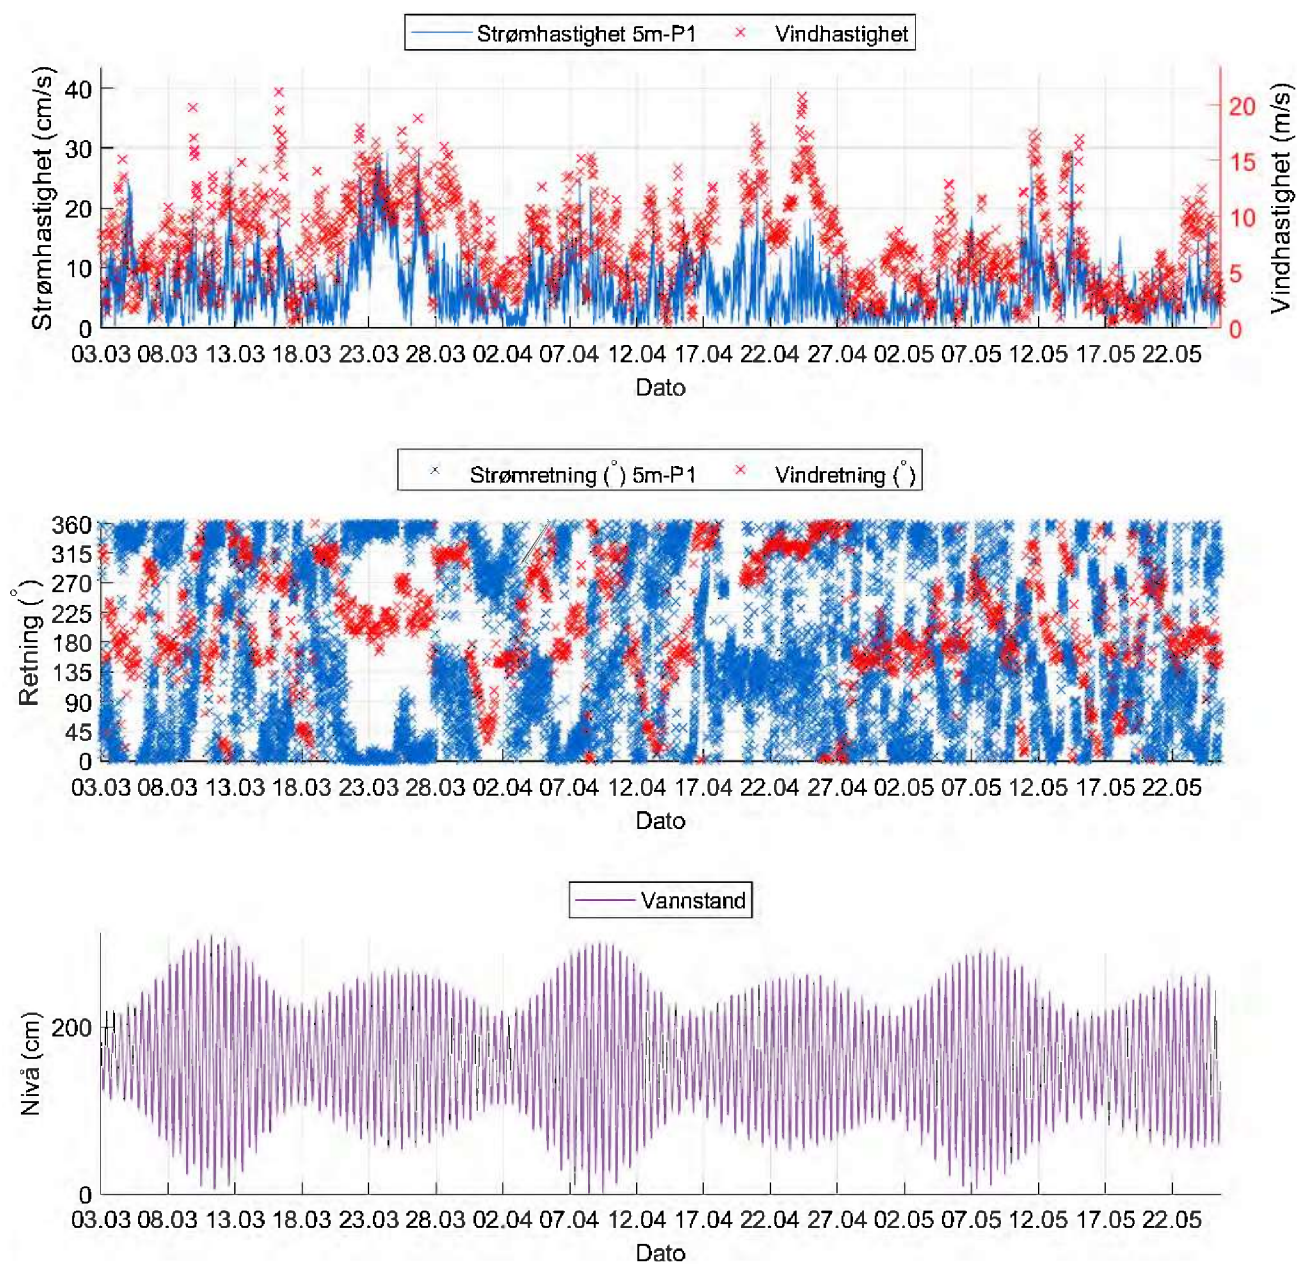 Strømhastighet 5m-P1 Vindhastighet
Strømhastighet (cm/s)
40
30
20
10
0
Vindhastighet (m/s)
20
15
10
5
0
03.03 08.03 13.03 18.03 23.03 28.03 02.04 07.04 12.04 17.04 22.04 27.04 02.05 07.05 12.05 17.05 22.05
Dato
Strømretning (°) 5m-P1 Vindretning (°)
Retning (°)
360
315
270
225
180
135
90
45
0
03.03 08.03 13.03 18.03 23.03 28.03 02.04 07.04 12.04 17.04 22.04 27.04 02.05 07.05 12.05 17.05 22.05
Dato
Vannstand
Nivå (cm)
200
0
03.03 08.03 13.03 18.03 23.03 28.03 02.04 07.04 12.04 17.04 22.04 27.04 02.05 07.05 12.05 17.05 22.05
Dato